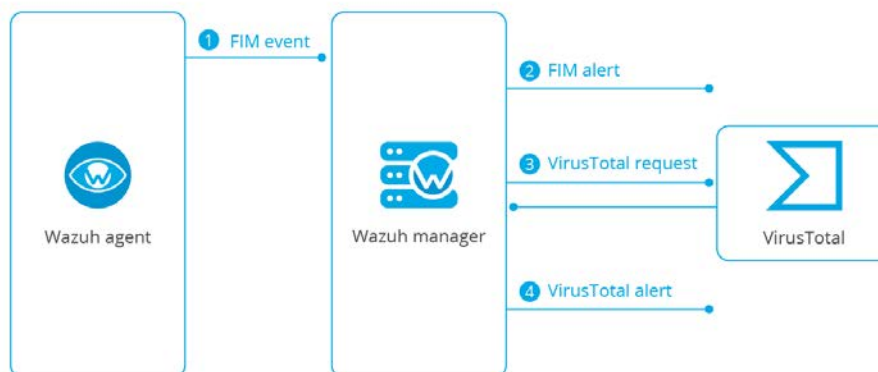 1 FIM event
2 FIM alert
3 VirusTotal request
W
Wazuh agent
W
Wazuh manager
VirusTotal
4 VirusTotal alert